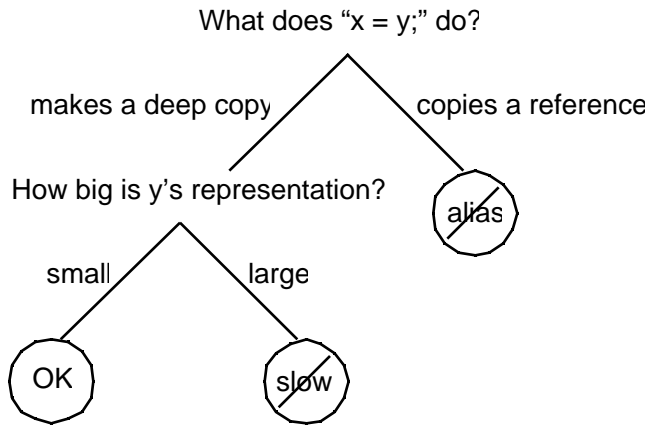 What does “x = y;” do?
makes a deep copy
copies a reference
How big is y's representation?
alias
small
large
OK
slow